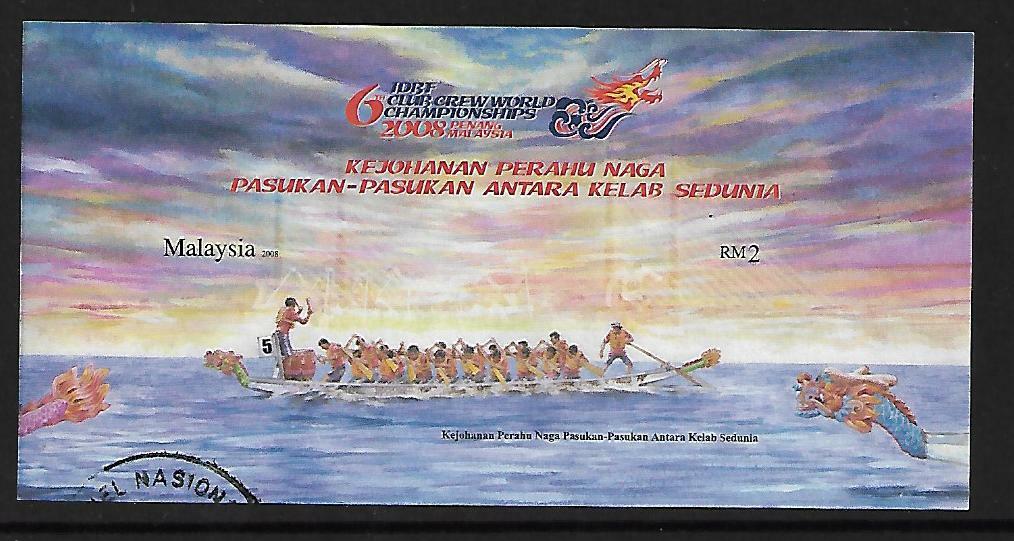 6TH IDBF
CLUB CREW WORLD
CHAMPIONSHIPS
2008 PENANG
MALAYSIA
KEJOHANAN PERAHU NAGA
PASUKAN-PASUKAN ANTARA KELAB SEDUNIA
Malaysia 2008
RM2
5
Kejohanan Perahu Naga Pasukan-Pasukan Antara Kelab Sedunia